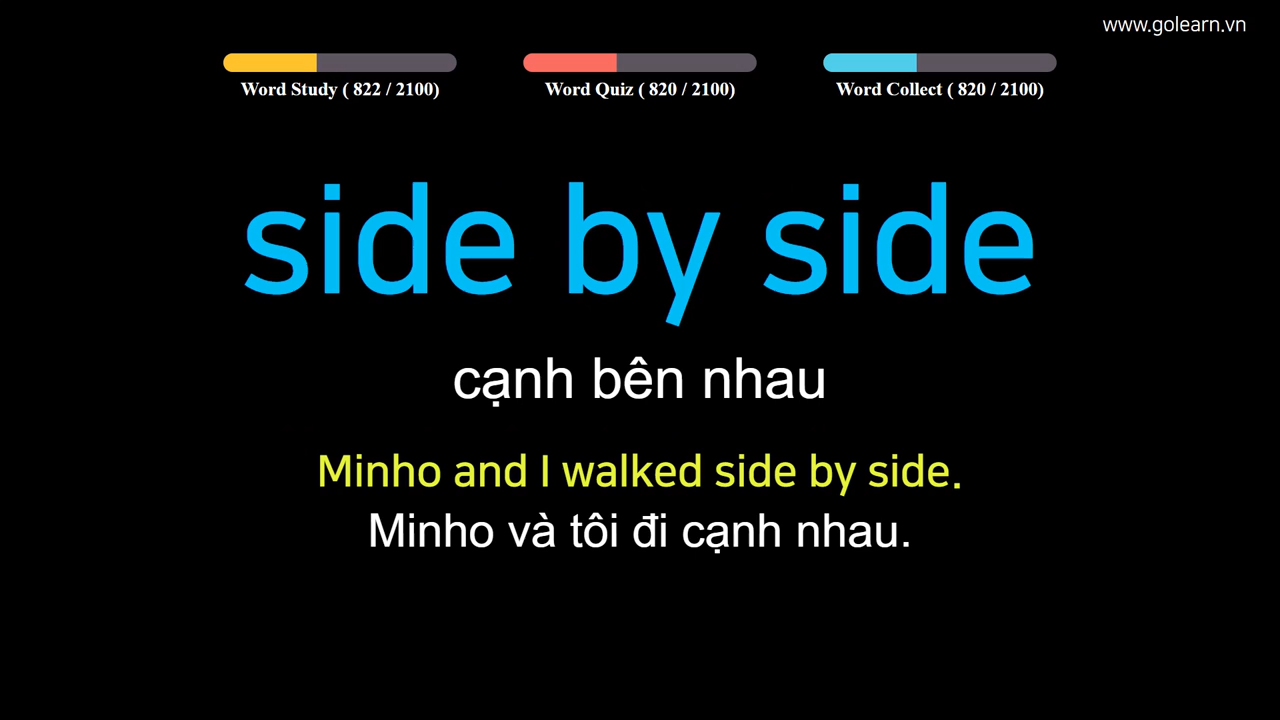 www.golearn.vn
Word Study ( 822 / 2100)
Word Quiz ( 820 / 2100)
Word Collect ( 820 / 2100)
side by side
cạnh bên nhau
Minho and I walked side by side.
Minho và tôi đi cạnh nhau.